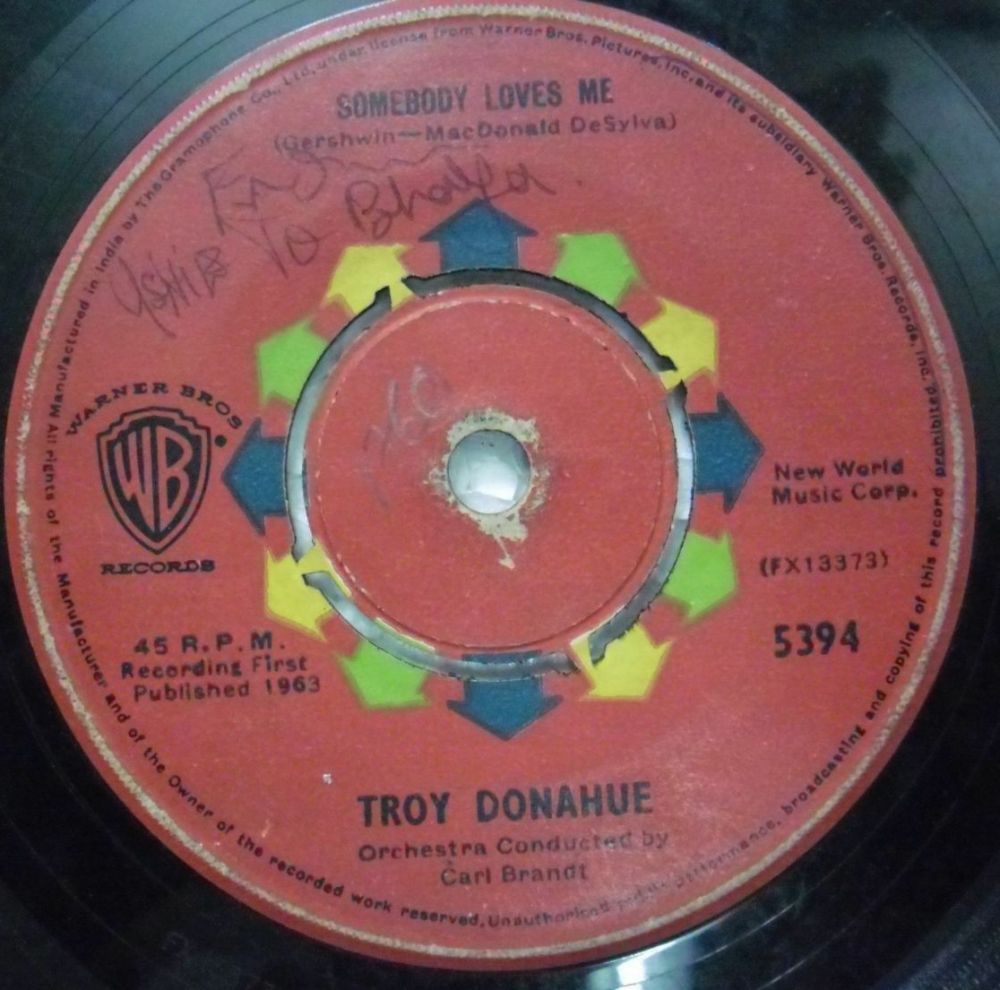 Manufactured in India by The Gramophone Co., Ltd., under license from Warner Bros. Pictures, Inc., and its subsidiary Warner Bros. Records, Inc.
SOMEBODY LOVES ME
(Gershwin—MacDonald DeSylva)
To
WARNER BROS.
WB
RECORDS
New World
Music Corp.
(FX13373)
5394
45 R.P.M.
Recording First
Published 1963
TROY DONAHUE
Orchestra Conducted by
Carl Brandt
All rights of the Manufacturer and of the Owner of the recorded work reserved. Unauthorised public performance, broadcasting and copying of this record prohibited.